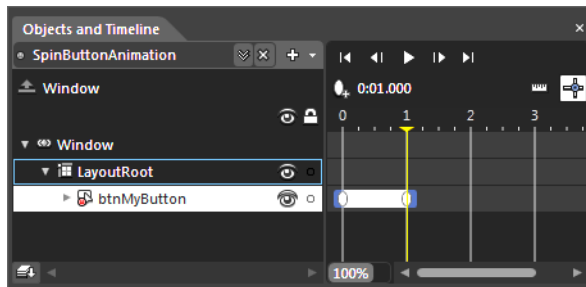 Objects and Timeline
SpinButtonAnimation
Window
0:01.000
0 1 2 3
Window
LayoutRoot
btnMyButton
100%